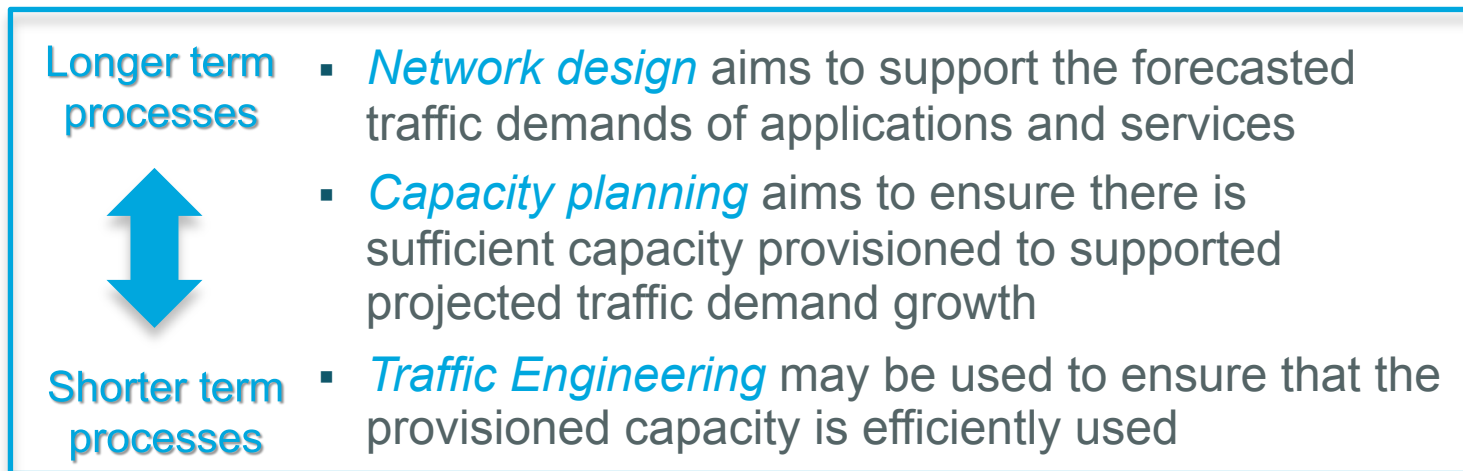 Longer term
processes
▪ Network design aims to support the forecasted
traffic demands of applications and services
▪ Capacity planning aims to ensure there is
sufficient capacity provisioned to supported
projected traffic demand growth
Shorter term
processes
▪ Traffic Engineering may be used to ensure that the
provisioned capacity is efficiently used